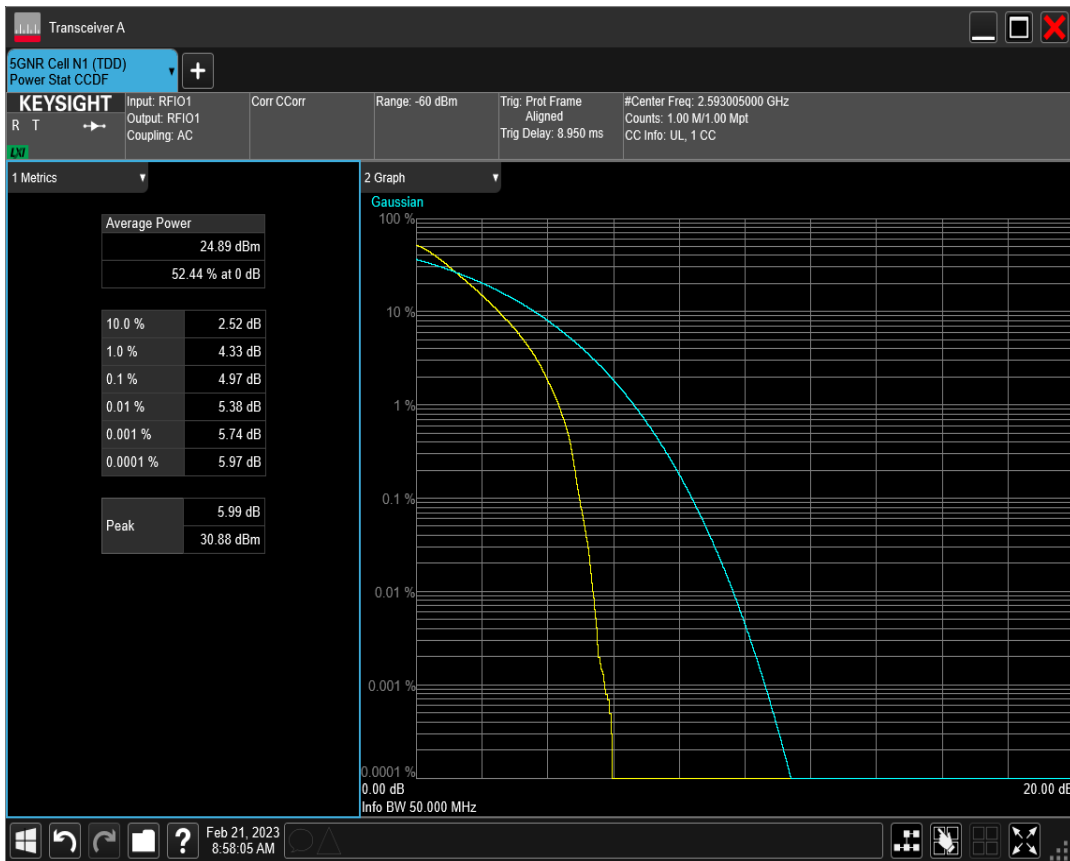 Transceiver A
5GNR Cell N1 (TDD)
Power Stat CCDF
+
KEYSIGHT
R T
LXI
Input: RFIO1
Output: RFIO1
Coupling: AC
Corr CCorr
Range: -60 dBm
Trig: Prot Frame
Aligned
Trig Delay: 8.950 ms
#Center Freq: 2.593005000 GHz
Counts: 1.00 M/1.00 Mpt
CC Info: UL, 1 CC
1 Metrics
Average Power
24.89 dBm
52.44 % at 0 dB
10.0 % 2.52 dB
1.0 % 4.33 dB
0.1 % 4.97 dB
0.01 % 5.38 dB
0.001 % 5.74 dB
0.0001 % 5.97 dB
Peak
5.99 dB
30.88 dBm
2 Graph
Gaussian
100 %
10 %
1 %
0.1 %
0.01 %
0.001 %
0.0001 %
0.00 dB 20.00 dB
Info BW 50.000 MHz
?
Feb 21, 2023
8:58:05 AM